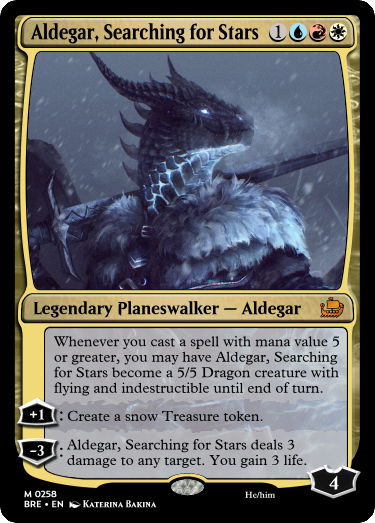 Aldegar, Searching for Stars 1
Legendary Planeswalker — Aldegar
Whenever you cast a spell with mana value 5
or greater, you may have Aldegar, Searching
for Stars become a 5/5 Dragon creature with
flying and indestructible until end of turn.
+1: Create a snow Treasure token.
-3: Aldegar, Searching for Stars deals 3
damage to any target. You gain 3 life.
4
M 0258
BRE • EN Katerina Bakina
He/him